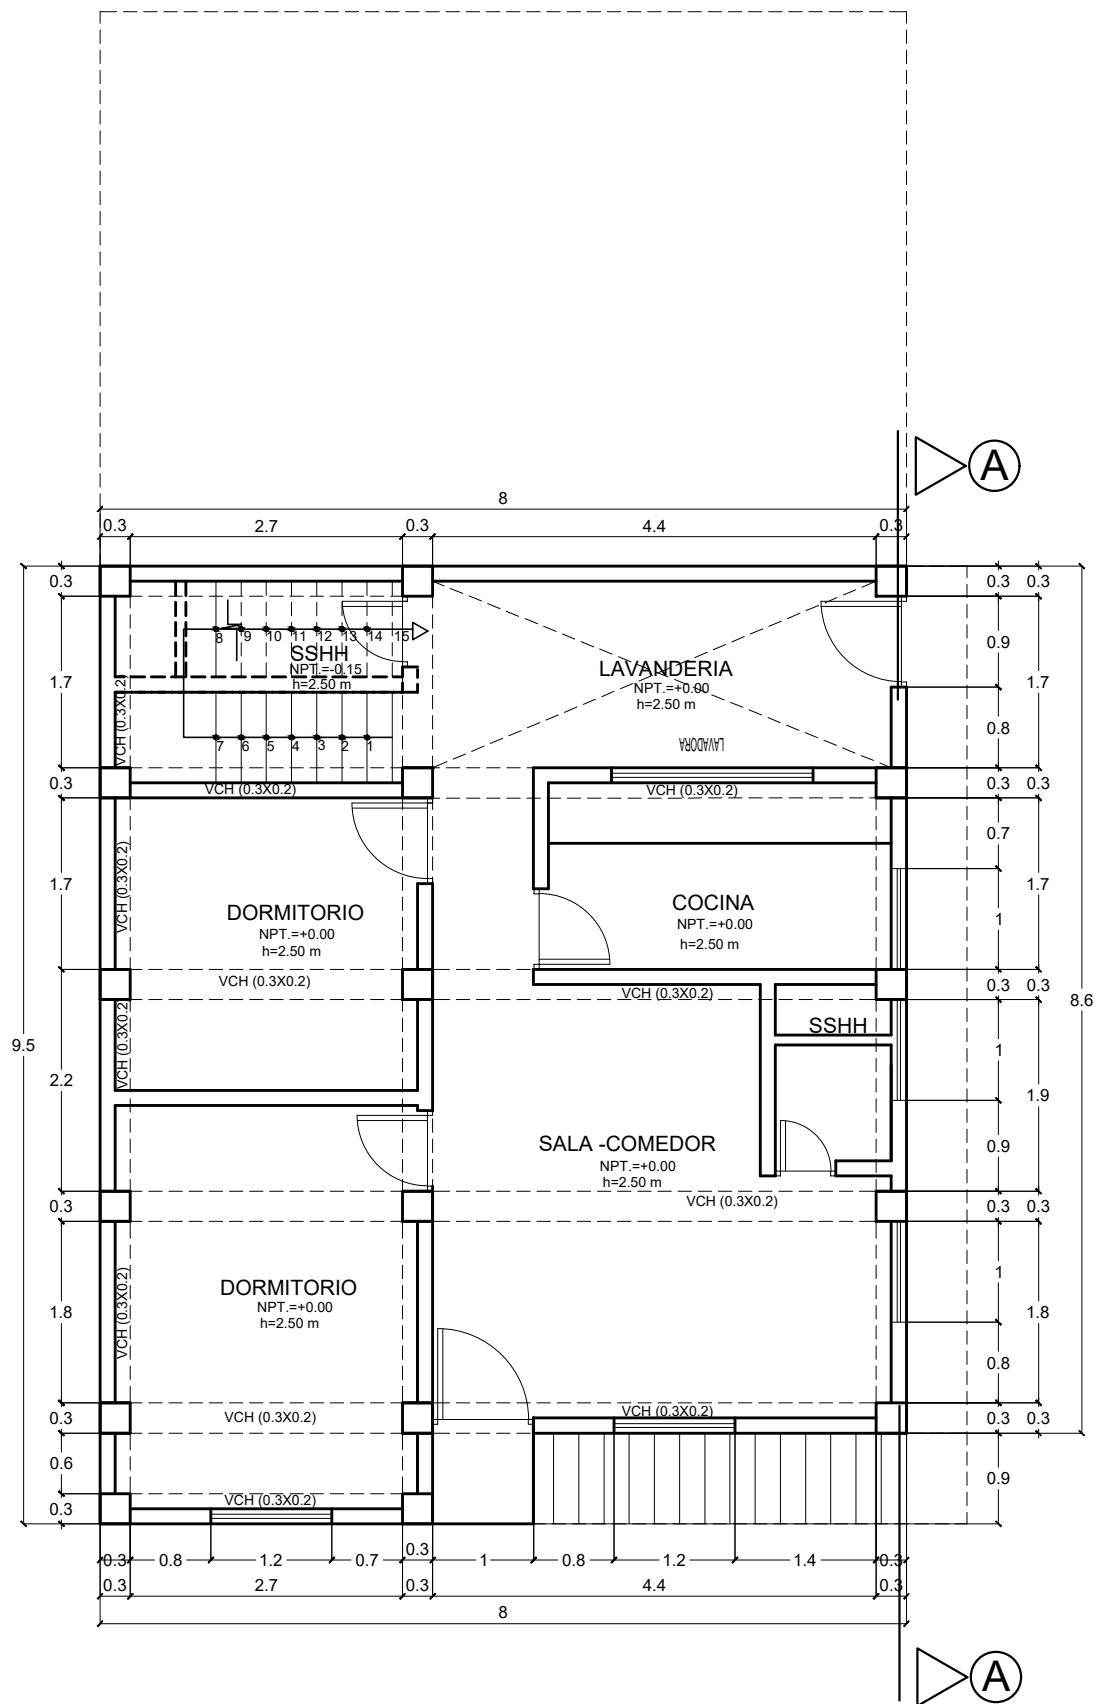 A
8
0.3 2.7 0.3 4.4 0.3
0.3 0.3 0.3
8 9 10 11 12 13 14 15
SSHH
NPT.=-0.15
h=2.50 m
LAVANDERIA
NPT.=+0.00
h=2.50 m
0.9
1.7 1.7
VCH (0.3X0.2)
7 6 5 4 3 2 1
LAVADORA
0.8
0.3 VCH (0.3X0.2) VCH (0.3X0.2) 0.3 0.3
0.7
1.7 1.7
VCH (0.3X0.2)
DORMITORIO
NPT.=+0.00
h=2.50 m
COCINA
NPT.=+0.00
h=2.50 m
1
0.3 VCH (0.3X0.2) VCH (0.3X0.2) 0.3 0.3
8.6
SSHH
9.5
VCH (0.3X0.2)
1
2.2 1.9
SALA -COMEDOR
NPT.=+0.00
h=2.50 m
0.9
0.3 VCH (0.3X0.2) 0.3 0.3
DORMITORIO
NPT.=+0.00
h=2.50 m
1
1.8 1.8
VCH (0.3X0.2)
0.8
0.3 VCH (0.3X0.2) VCH (0.3X0.2) 0.3 0.3
0.6 0.9
0.3 VCH (0.3X0.2)
0.3 0.8 1.2 0.7 0.3 1 0.8 1.2 1.4 0.3
0.3 2.7 0.3 4.4 0.3
8
A